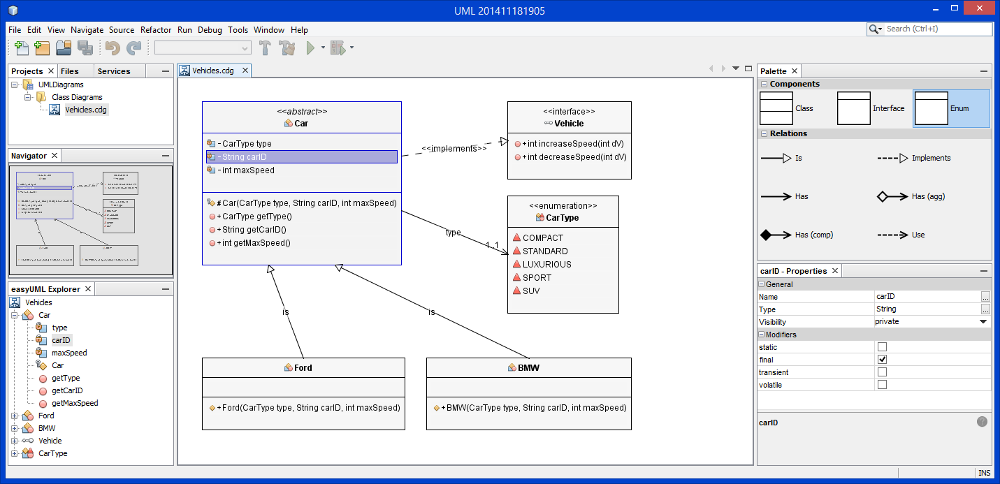 UML 201411181905
File Edit View Navigate Source Refactor Run Debug Tools Window Help
Search (Ctrl+I)
Projects Files Services
UMLDiagrams
Class Diagrams
Vehicles.cdg
Navigator
easyUML Explorer
Vehicles
Car
type
carID
maxSpeed
Car
getType
getCarID
getMaxSpeed
Ford
BMW
Vehicle
CarType
Vehicles.cdg
<<abstract>>
Car
- CarType type
- String carID
- int maxSpeed
# Car(CarType type, String carID, int maxSpeed)
+ CarType getType()
+ String getCarID()
+ int getMaxSpeed()
<<implements>>
<<interface>>
Vehicle
+ int increaseSpeed(int dV)
+ int decreaseSpeed(int dV)
type
1..1
<<enumeration>>
CarType
COMPACT
STANDARD
LUXURIOUS
SPORT
SUV
is
is
Ford
+ Ford(CarType type, String carID, int maxSpeed)
BMW
+ BMW(CarType type, String carID, int maxSpeed)
Palette
Components
Class Interface Enum
Relations
Is Implements
Has Has (agg)
Has (comp) Use
carID - Properties
General
Name carID ...
Type String ...
Visibility private
Modifiers
static
final
transient
volatile
carID
?
INS